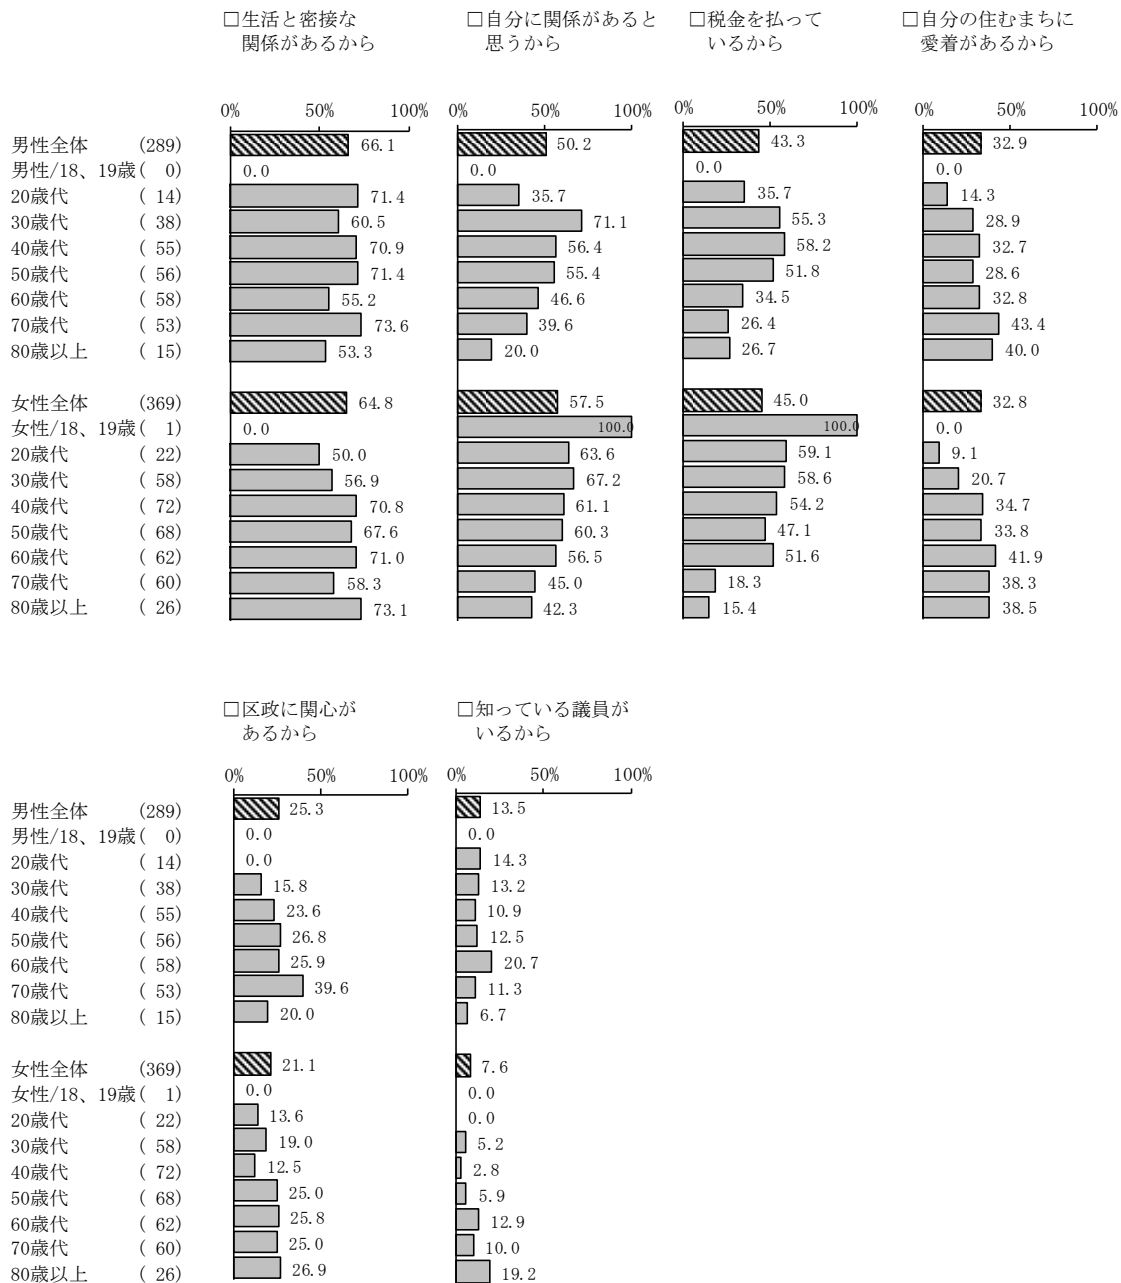 □生活と密接な
関係があるから
□自分に関係があると
思うから
□税金を払って
いるから
□自分の住むまちに
愛着があるから
0% 50% 100% 0% 50% 100% 0% 50% 100% 0% 50% 100%
男性全体 (289) 66.1 50.2 43.3 32.9
男性/18、19歳( 0) 0.0 0.0 0.0 0.0
20歳代 ( 14) 71.4 35.7 35.7 14.3
30歳代 ( 38) 60.5 71.1 55.3 28.9
40歳代 ( 55) 70.9 56.4 58.2 32.7
50歳代 ( 56) 71.4 55.4 51.8 28.6
60歳代 ( 58) 55.2 46.6 34.5 32.8
70歳代 ( 53) 73.6 39.6 26.4 43.4
80歳以上 ( 15) 53.3 20.0 26.7 40.0
女性全体 (369) 64.8 57.5 45.0 32.8
女性/18、19歳( 1) 0.0 100.0 100.0 0.0
20歳代 ( 22) 50.0 63.6 59.1 9.1
30歳代 ( 58) 56.9 67.2 58.6 20.7
40歳代 ( 72) 70.8 61.1 54.2 34.7
50歳代 ( 68) 67.6 60.3 47.1 33.8
60歳代 ( 62) 71.0 56.5 51.6 41.9
70歳代 ( 60) 58.3 45.0 18.3 38.3
80歳以上 ( 26) 73.1 42.3 15.4 38.5
□区政に関心が
あるから
□知っている議員が
いるから
0% 50% 100% 0% 50% 100%
男性全体 (289) 25.3 13.5
男性/18、19歳( 0) 0.0 0.0
20歳代 ( 14) 0.0 14.3
30歳代 ( 38) 15.8 13.2
40歳代 ( 55) 23.6 10.9
50歳代 ( 56) 26.8 12.5
60歳代 ( 58) 25.9 20.7
70歳代 ( 53) 39.6 11.3
80歳以上 ( 15) 20.0 6.7
女性全体 (369) 21.1 7.6
女性/18、19歳( 1) 0.0 0.0
20歳代 ( 22) 13.6 0.0
30歳代 ( 58) 19.0 5.2
40歳代 ( 72) 12.5 2.8
50歳代 ( 68) 25.0 5.9
60歳代 ( 62) 25.8 12.9
70歳代 ( 60) 25.0 10.0
80歳以上 ( 26) 26.9 19.2